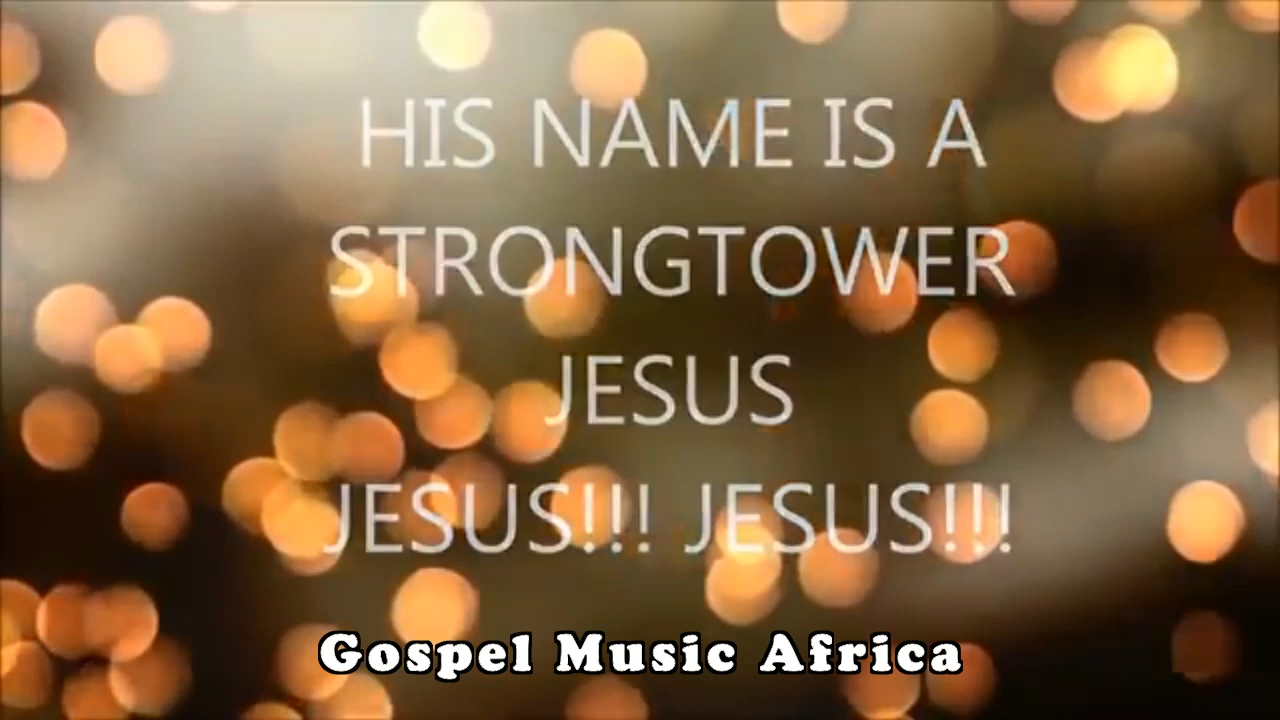 HIS NAME IS A
STRONGTOWER
JESUS
JESUS!!! JESUS!!!
Gospel Music Africa